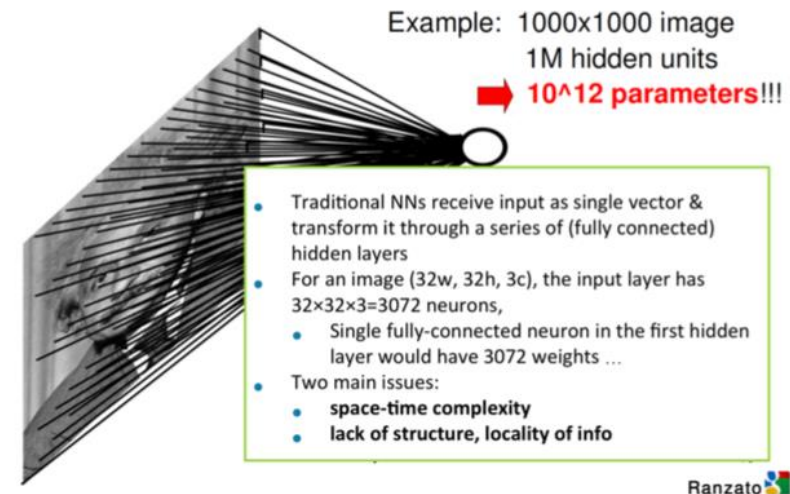 Example: 1000x1000 image
1M hidden units
10^12 parameters!!!
• Traditional NNs receive input as single vector &
transform it through a series of (fully connected)
hidden layers
• For an image (32w, 32h, 3c), the input layer has
32×32×3=3072 neurons,
• Single fully-connected neuron in the first hidden
layer would have 3072 weights ...
• Two main issues:
• space-time complexity
• lack of structure, locality of info
Ranzato